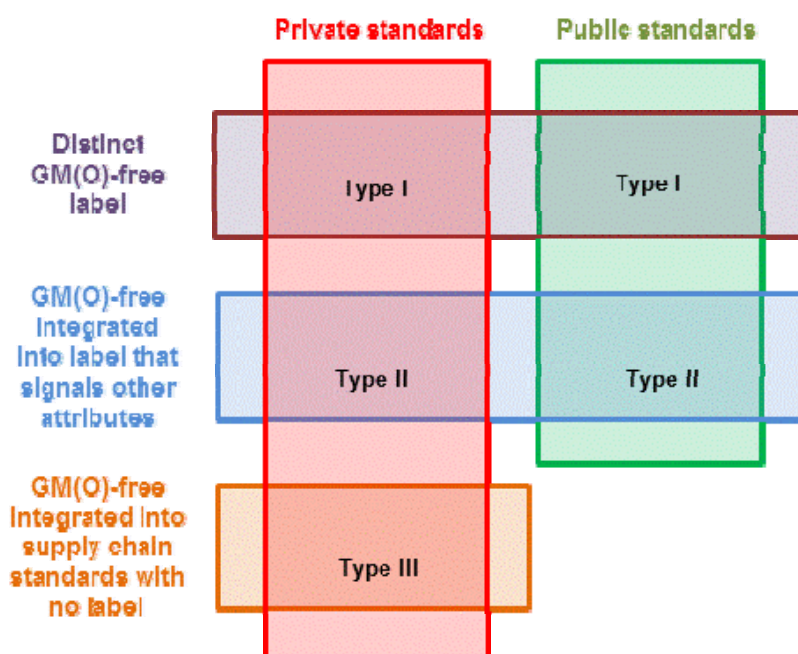 Private standards
Public standards
Distinct
GM(O)-free
label
Type I
Type I
GM(O)-free
integrated
into label that
signals other
attributes
Type II
Type II
GM(O)-free
integrated into
supply chain
standards with
no label
Type III